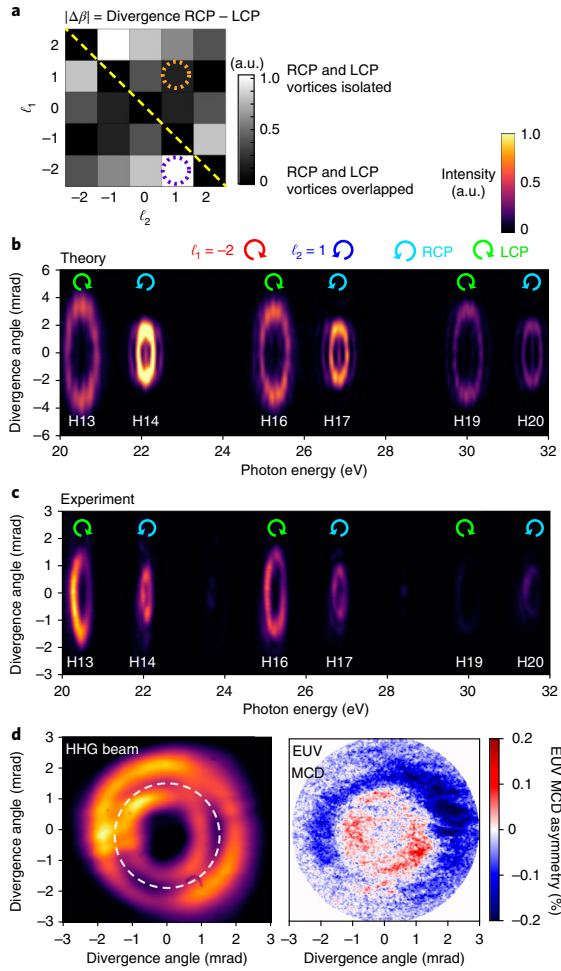 a
|Δβ| = Divergence RCP – LCP
2
1
0
−1
−2
ℓ1
−2 −1 0 1 2
ℓ2
(a.u.)
1.0
0.5
0
RCP and LCP
vortices isolated
RCP and LCP
vortices overlapped
Intensity
(a.u.)
1.0
0.5
0
b
Theory
ℓ1 = −2
ℓ2 = 1
RCP
LCP
Divergence angle (mrad)
6
4
2
0
−2
−4
−6
H13 H14 H16 H17 H19 H20
20 22 24 26 28 30 32
Photon energy (eV)
c
Experiment
Divergence angle (mrad)
3
2
1
0
−1
−2
−3
H13 H14 H16 H17 H19 H20
20 22 24 26 28 30 32
Photon energy (eV)
d
HHG beam
Divergence angle (mrad)
3
2
1
0
−1
−2
−3
−3 −2 −1 0 1 2 3
Divergence angle (mrad)
EUV
MCD
−3 −2 −1 0 1 2 3
Divergence angle (mrad)
0.2
0.1
0
−0.1
−0.2
EUV MCD asymmetry (%)